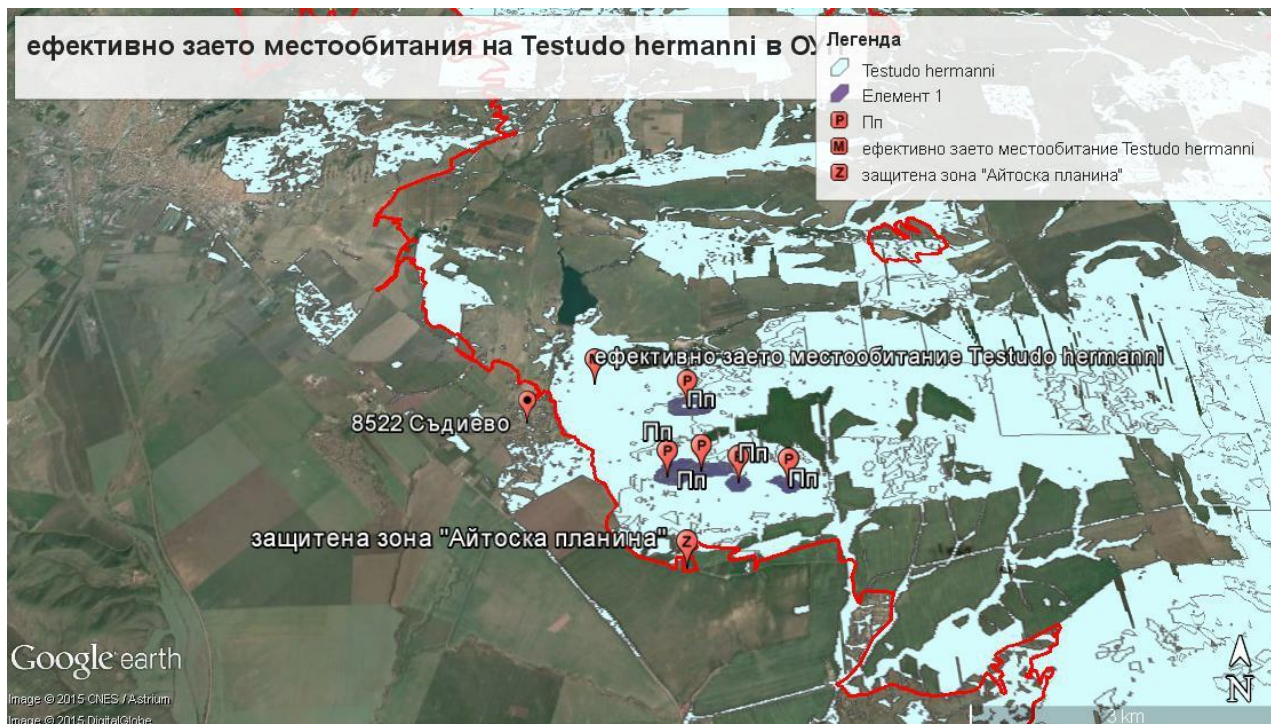 ефективно заето местообитания на Testudo hermanni в ОУ
Легенда
Testudo hermanni
Елемент 1
Пп
ефективно заето местообитание Testudo hermanni
защитена зона "Айтоска планина"
ефективно заето местообитание Testudo hermanni
Пп
8522 Съдиево
Пп
Пп
Пп
Пп
защитена зона "Айтоска планина"
Google earth
Image © 2015 CNES / Astrium
Image © 2015 DigitalGlobe
N
3 km